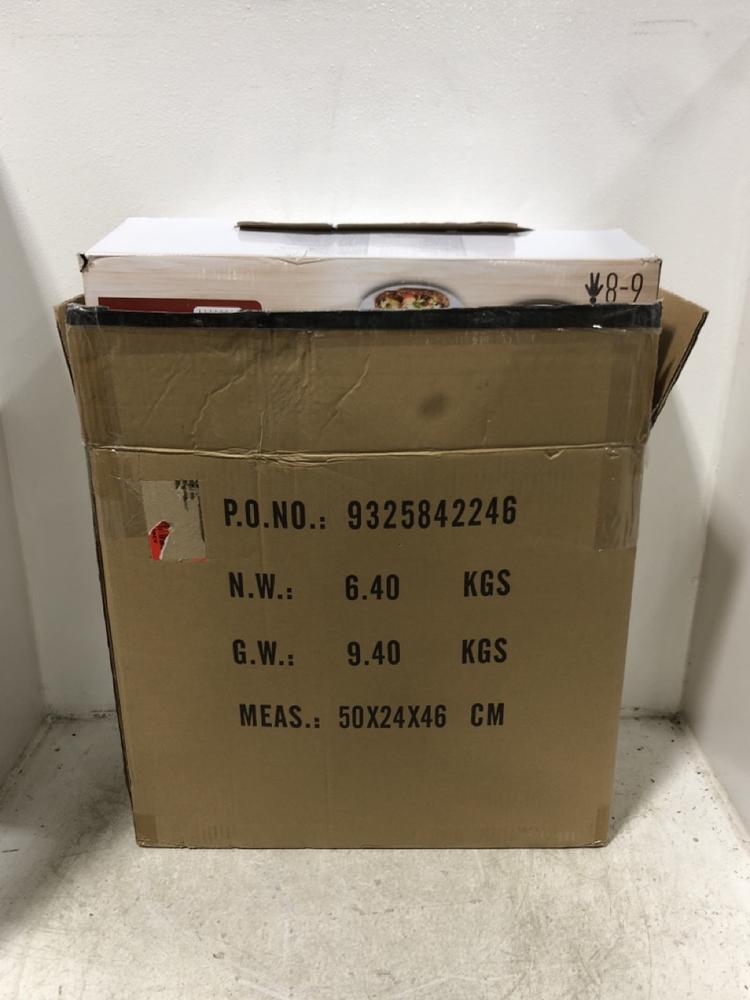 8-9
P.O.NO.: 9325842246
N.W.: 6.40 KGS
G.W.: 9.40 KGS
MEAS.: 50X24X46 CM